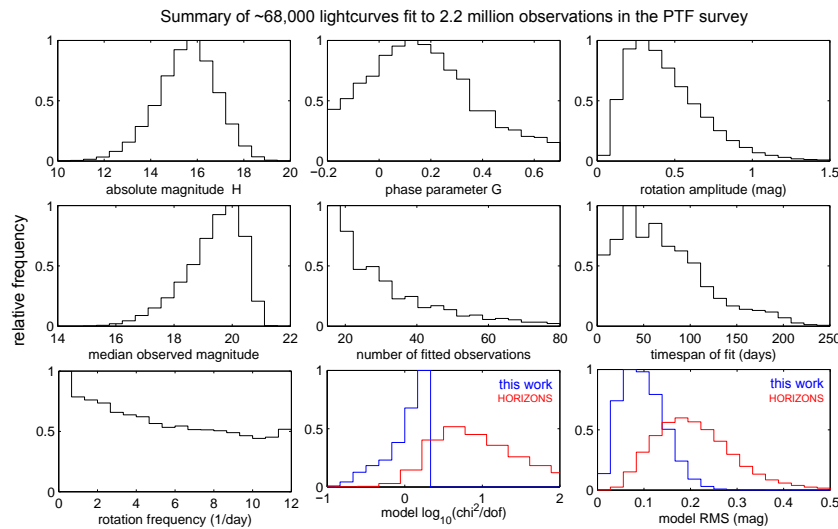 Summary of ~68,000 lightcurves fit to 2.2 million observations in the PTF survey
1
0.5
0
10 12 14 16 18 20
absolute magnitude H
1
0.5
0
−0.2 0 0.2 0.4 0.6
phase parameter G
1
0.5
0
0 0.5 1 1.5
rotation amplitude (mag)
relative frequency
1
0.5
0
14 16 18 20 22
median observed magnitude
1
0.5
0
20 40 60 80
number of fitted observations
1
0.5
0
0 50 100 150 200 250
timespan of fit (days)
1
0.5
0
0 2 4 6 8 10 12
rotation frequency (1/day)
this work
HORIZONS
1
0.5
0
−1 0 1 2
model log10(chi2/dof)
this work
HORIZONS
1
0.5
0
0 0.1 0.2 0.3 0.4 0.5
model RMS (mag)